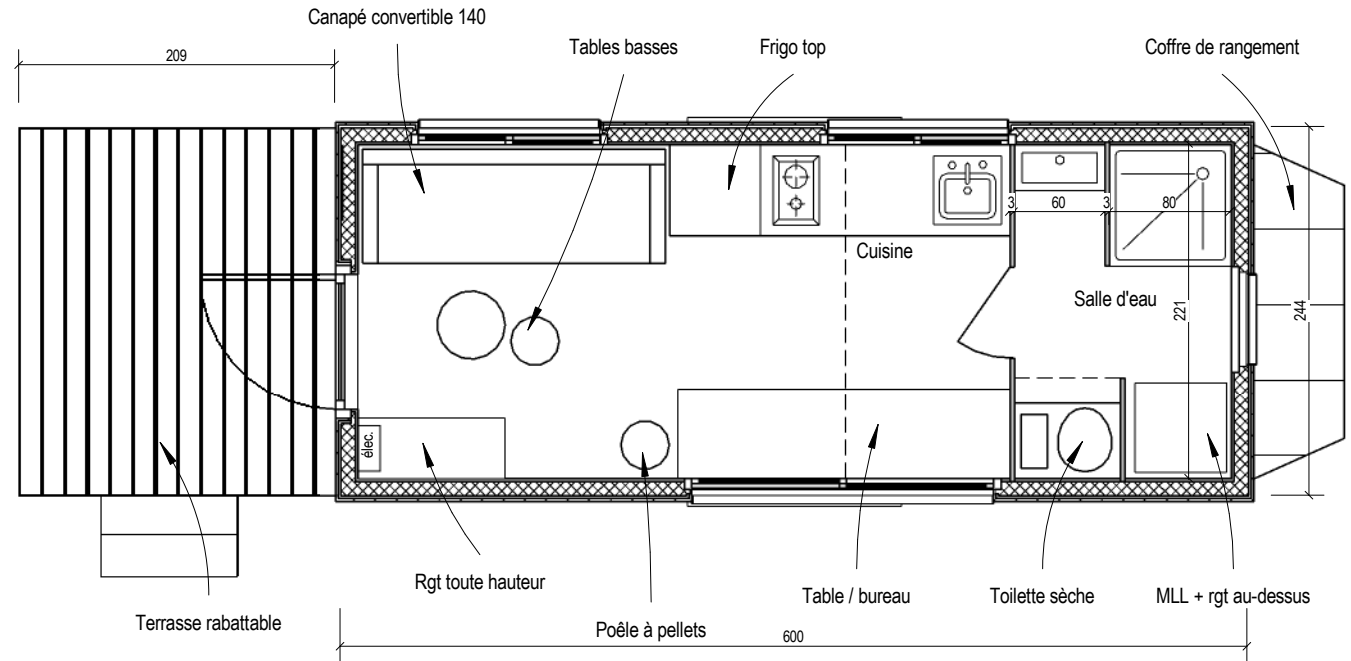 Canapé convertible 140
Tables basses
Frigo top
Coffre de rangement
209
3
60
3
80
Cuisine
Salle d'eau
221
244
élec.
Rgt toute hauteur
Table / bureau
Toilette sèche
MLL + rgt au-dessus
Terrasse rabattable
Poêle à pellets
600